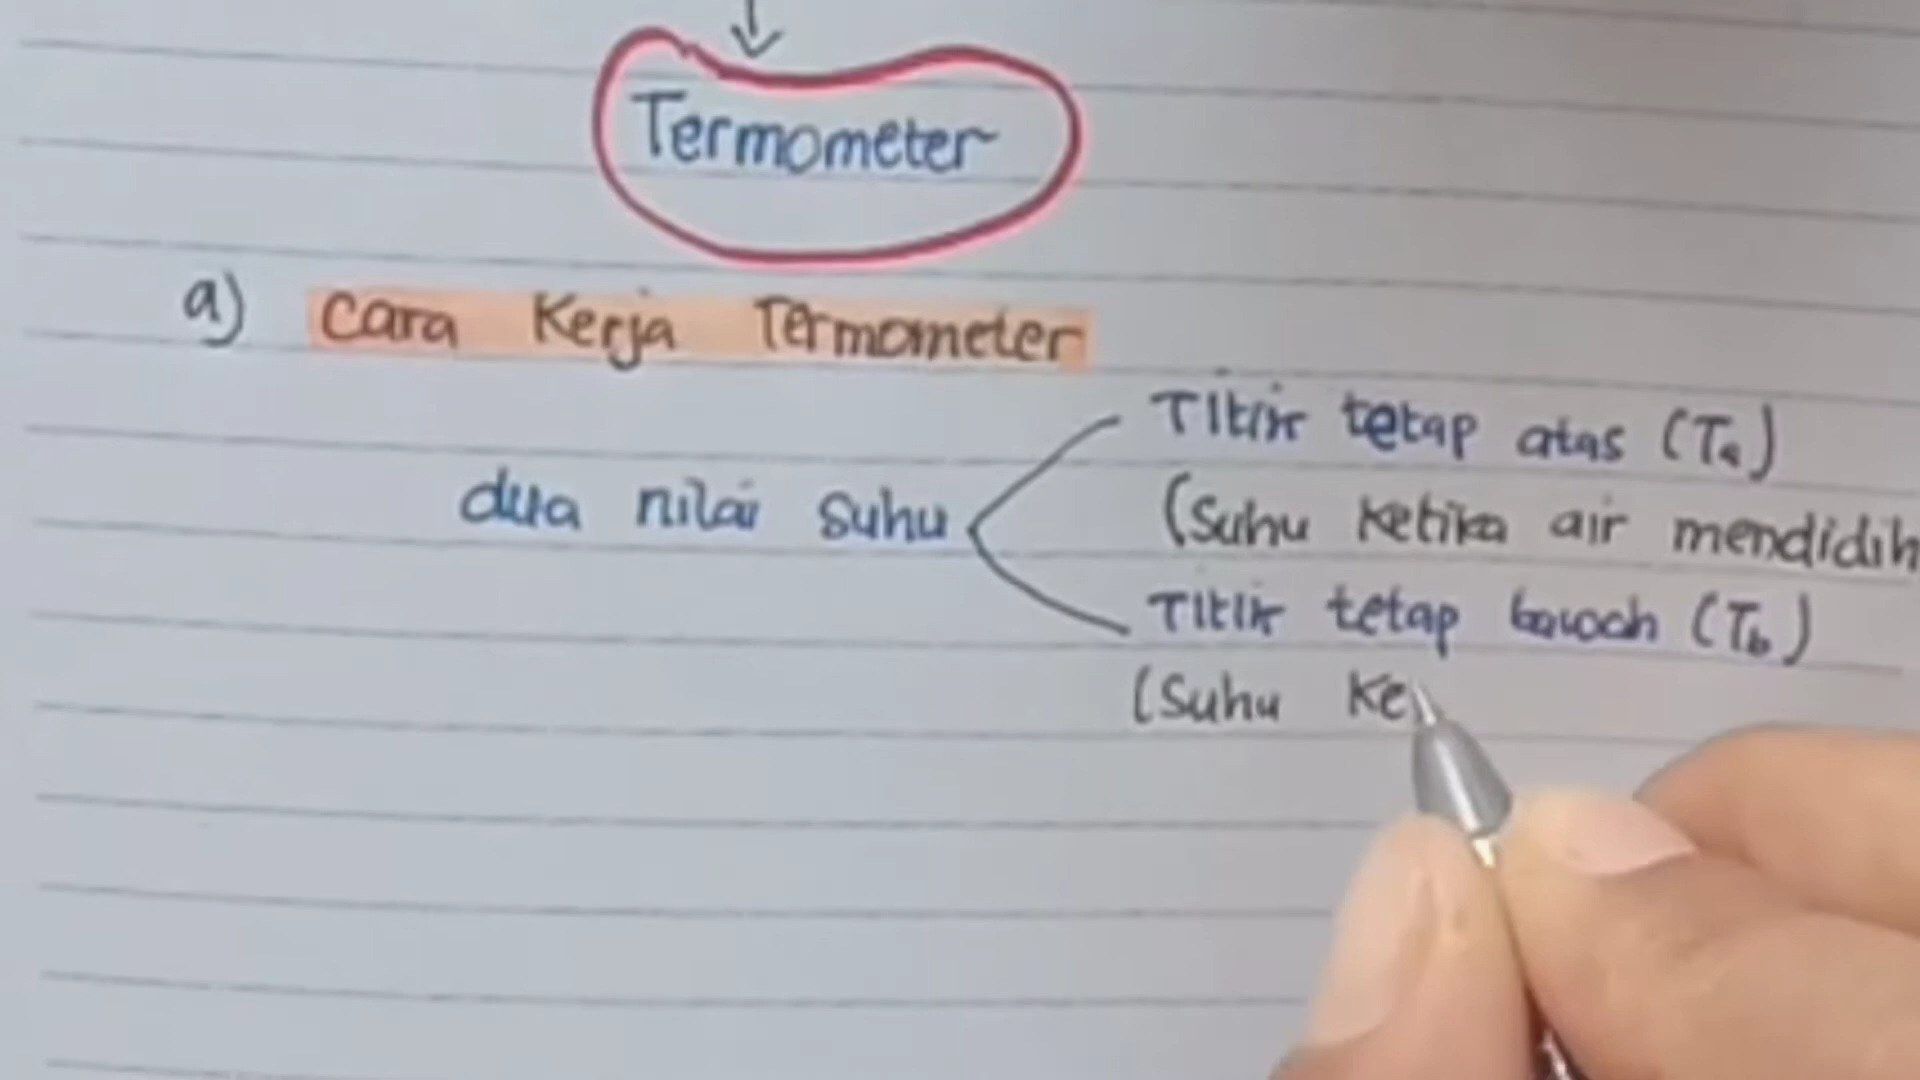 Termometer
a) Cara Kerja Termometer
Titik tetap atas (Ta)
dua nilai suhu
(Suhu ketika air mendidih
Titik tetap bawah (Tb)
(Suhu Ke